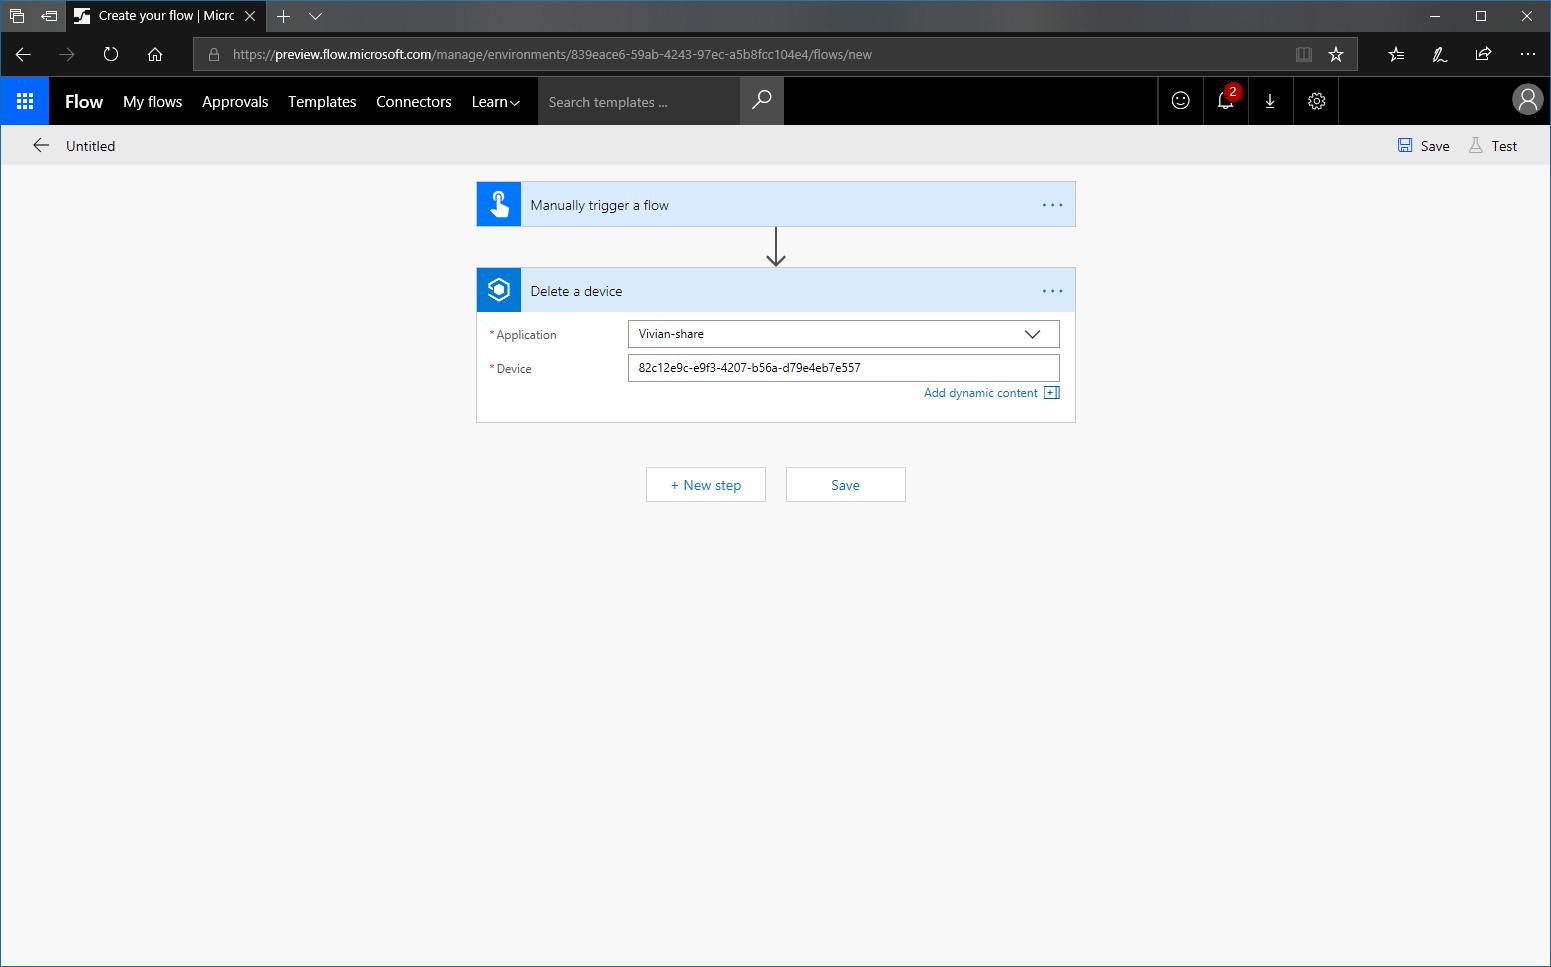 Create your flow | Micr
https://preview.flow.microsoft.com/manage/environments/839eace6-59ab-4243-97ec-a5b8fcc104e4/flows/new
Flow My flows Approvals Templates Connectors Learn Search templates ... 2
Untitled Save Test
Manually trigger a flow
Delete a device
* Application Vivian-share
* Device 82c12e9c-e9f3-4207-b56a-d79e4eb7e557
Add dynamic content
+ New step Save